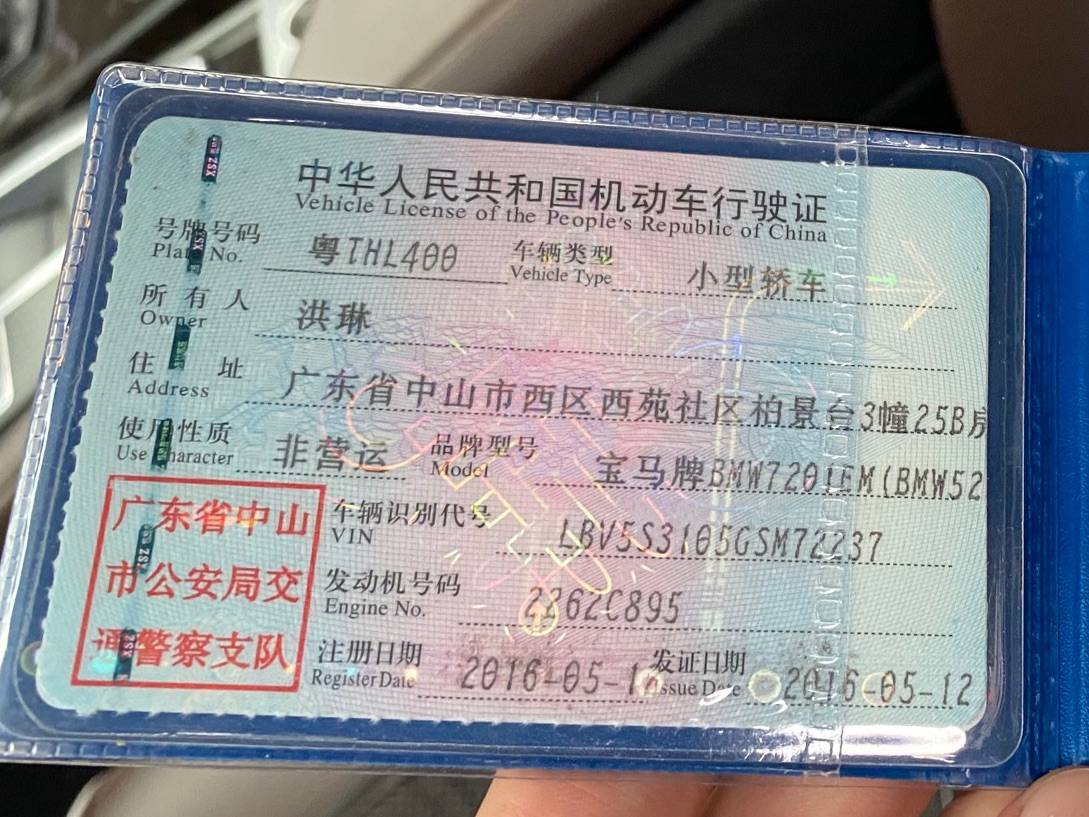 中华人民共和国机动车行驶证
Vehicle License of the People's Republic of China
号牌号码 粤THL400 车辆类型 小型轿车
Plate No. Vehicle Type
所有人 洪琳
Owner
住址 广东省中山市西区西苑社区柏景台3幢25B房
Address
使用性质 非营运 品牌型号 宝马牌BMW7201EM(BMW52
Use Character Model
广东省中山
市公安局交
通警察支队
车辆识别代号 LBV5S3105GSM72237
VIN
发动机号码 2262C895
Engine No.
注册日期 2016-05-12 发证日期 2016-05-12
Register Date Issue Date